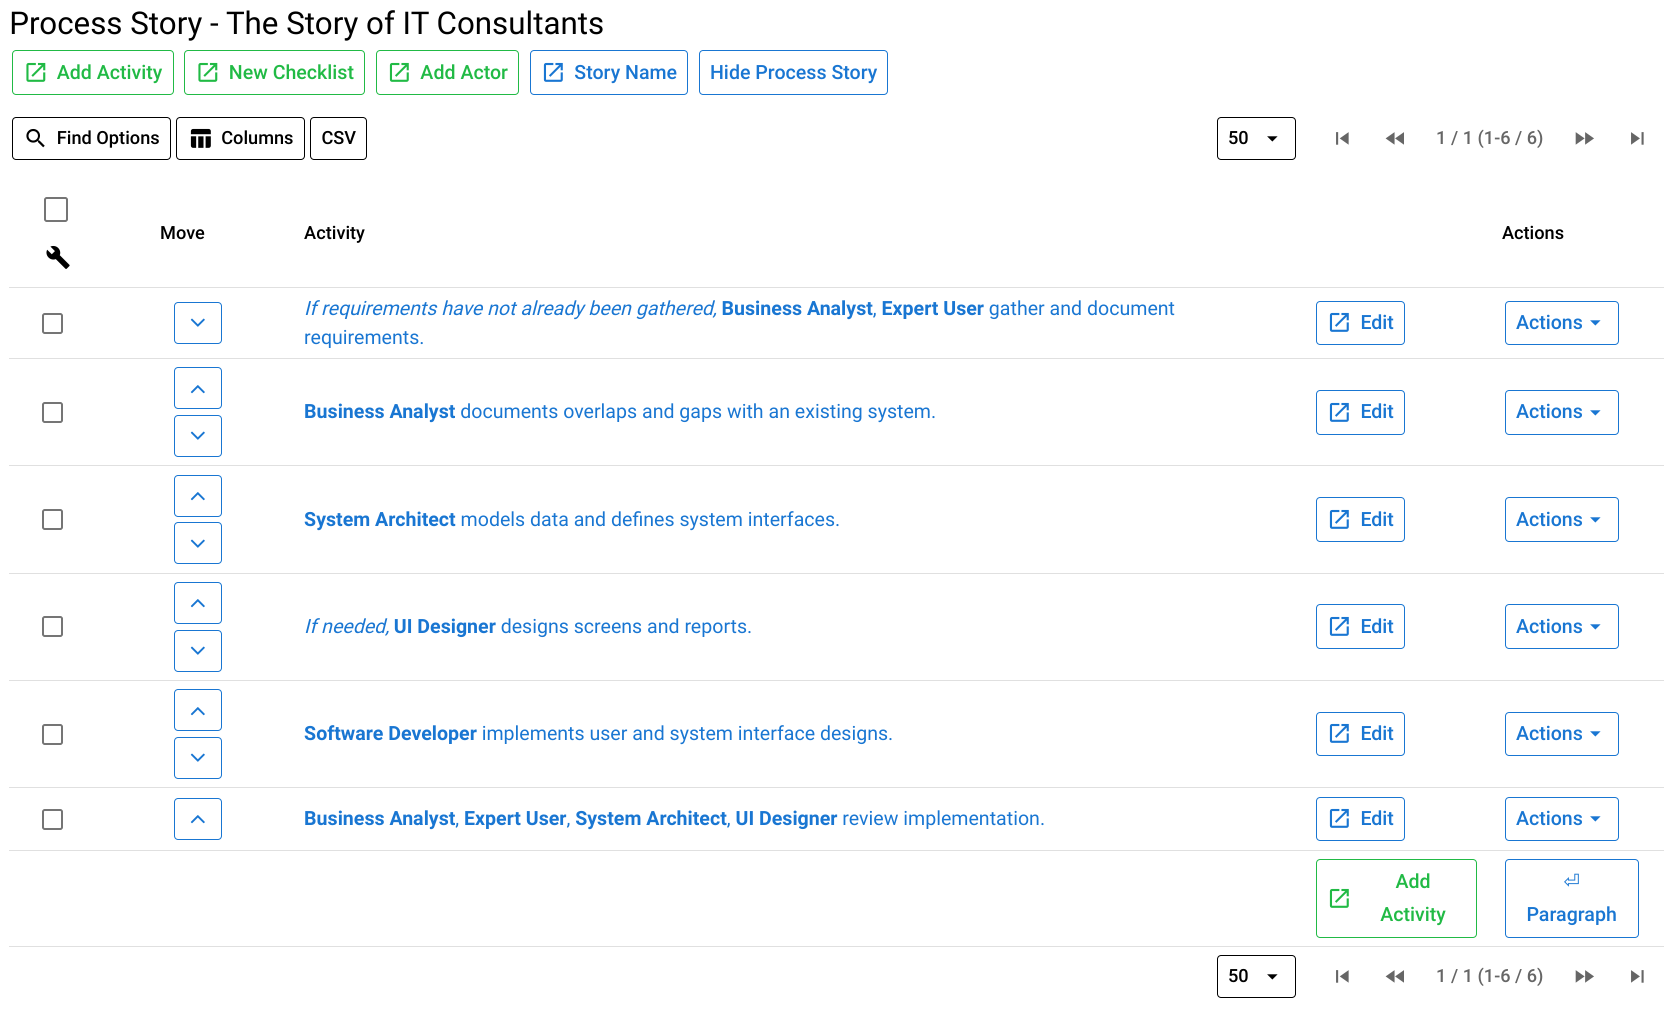 Process Story - The Story of IT Consultants
Add Activity New Checklist Add Actor Story Name Hide Process Story
Find Options Columns CSV 50 1 / 1 (1-6 / 6)
Move Activity Actions
If requirements have not already been gathered, Business Analyst, Expert User gather and document
requirements. Edit Actions
Business Analyst documents overlaps and gaps with an existing system. Edit Actions
System Architect models data and defines system interfaces. Edit Actions
If needed, UI Designer designs screens and reports. Edit Actions
Software Developer implements user and system interface designs. Edit Actions
Business Analyst, Expert User, System Architect, UI Designer review implementation. Edit Actions
Add
Activity
Paragraph
50 1 / 1 (1-6 / 6)